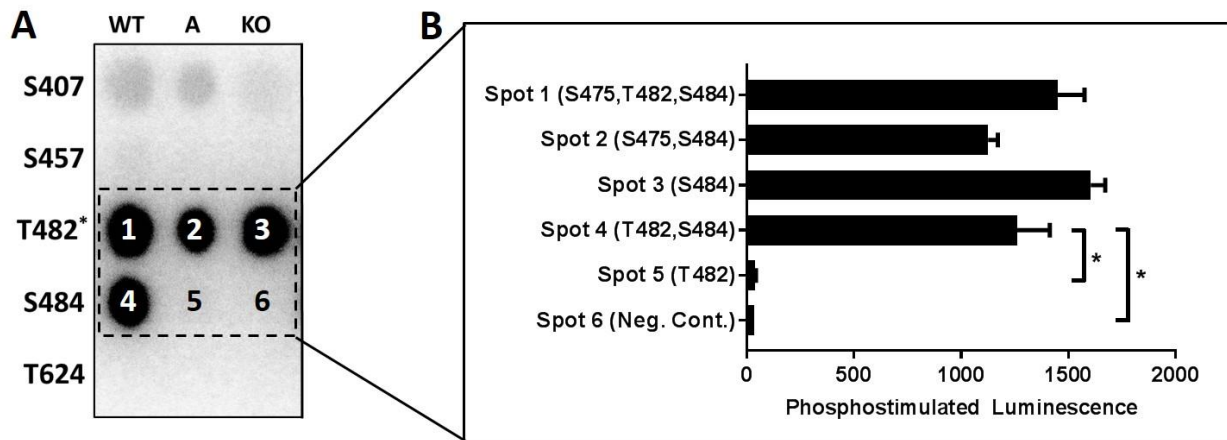 A
WT A KO
S407
S457
T482*
S484
T624
1 2 3
4 5 6
B
Spot 1 (S475,T482,S484)
Spot 2 (S475,S484)
Spot 3 (S484)
Spot 4 (T482,S484)
Spot 5 (T482)
Spot 6 (Neg. Cont.)
* *
0 500 1000 1500 2000
Phosphostimulated Luminescence